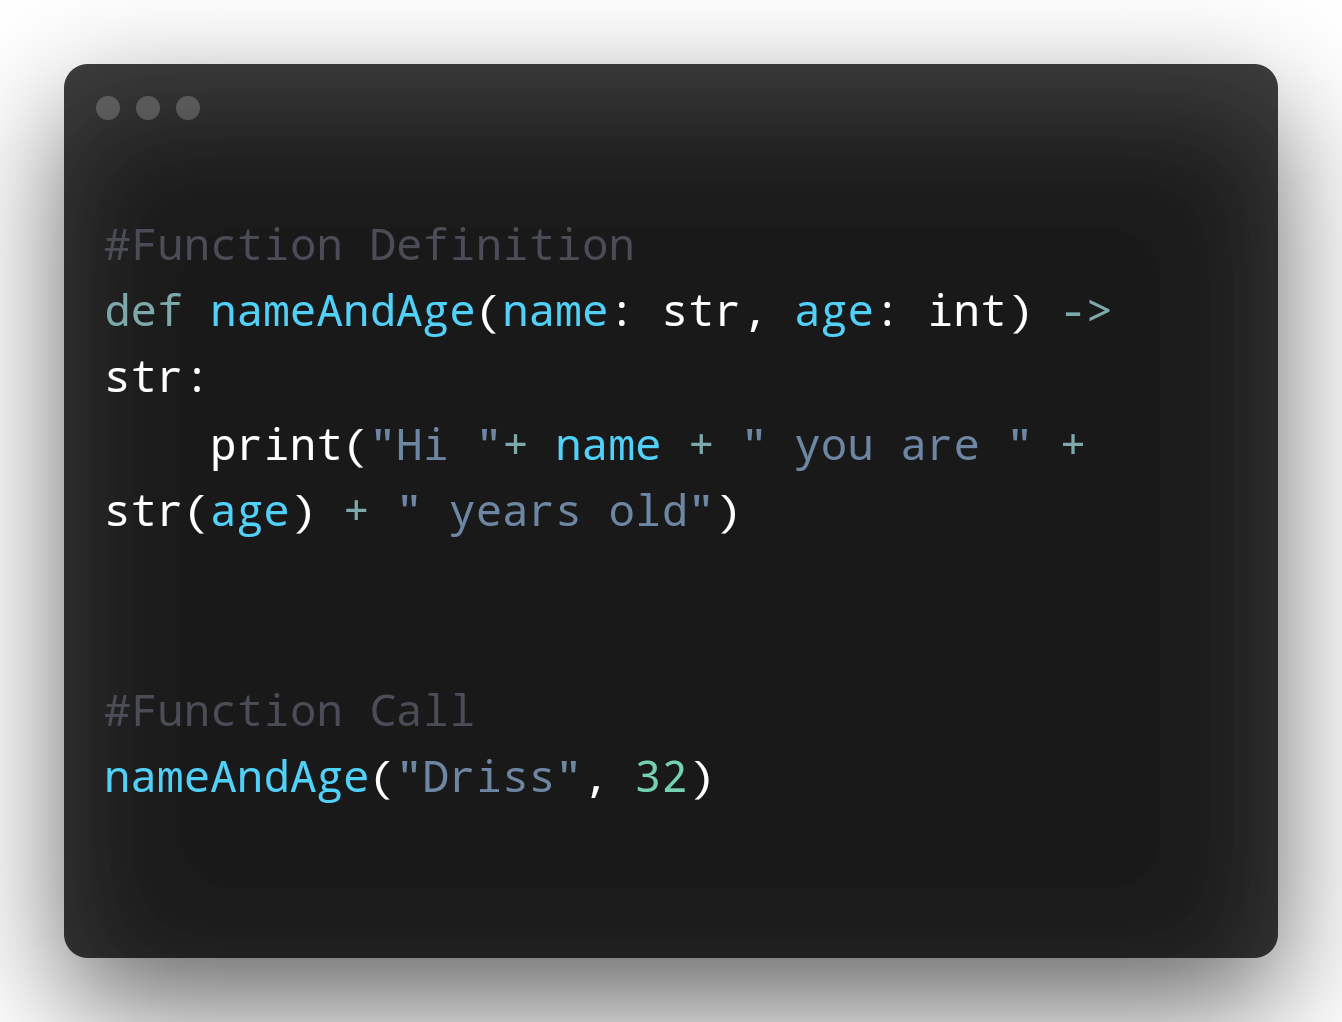 #Function Definition
def nameAndAge(name: str, age: int) ->
str:
    print("Hi "+ name + " you are " +
str(age) + " years old")
#Function Call
nameAndAge("Driss", 32)